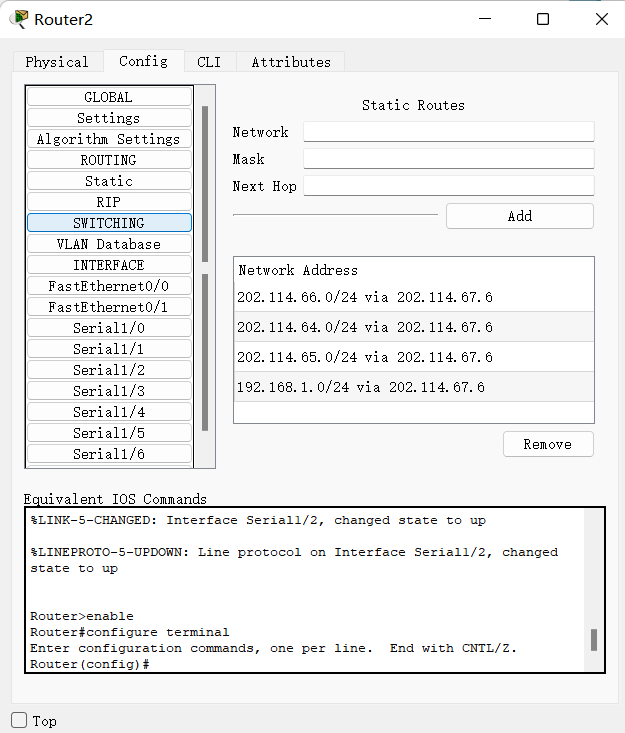 Router2
Physical Config CLI Attributes
GLOBAL
Settings
Algorithm Settings
ROUTING
Static
RIP
SWITCHING
VLAN Database
INTERFACE
FastEthernet0/0
FastEthernet0/1
Serial1/0
Serial1/1
Serial1/2
Serial1/3
Serial1/4
Serial1/5
Serial1/6
Static Routes
Network
Mask
Next Hop
Add
Network Address
202.114.66.0/24 via 202.114.67.6
202.114.64.0/24 via 202.114.67.6
202.114.65.0/24 via 202.114.67.6
192.168.1.0/24 via 202.114.67.6
Remove
Equivalent IOS Commands
%LINK-5-CHANGED: Interface Serial1/2, changed state to up
%LINEPROTO-5-UPDOWN: Line protocol on Interface Serial1/2, changed
state to up
Router>enable
Router#configure terminal
Enter configuration commands, one per line.  End with CNTL/Z.
Router(config)#
Top